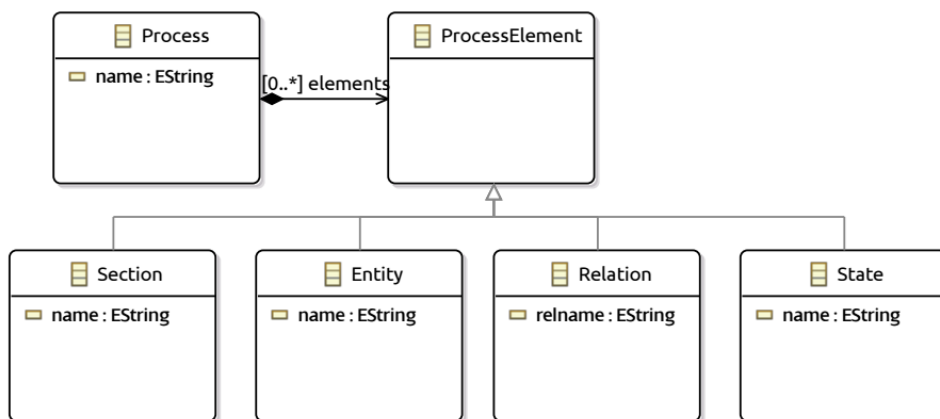 Process
ProcessElement
name : EString
[0..*] elements
Section
Entity
Relation
State
name : EString
name : EString
relname : EString
name : EString